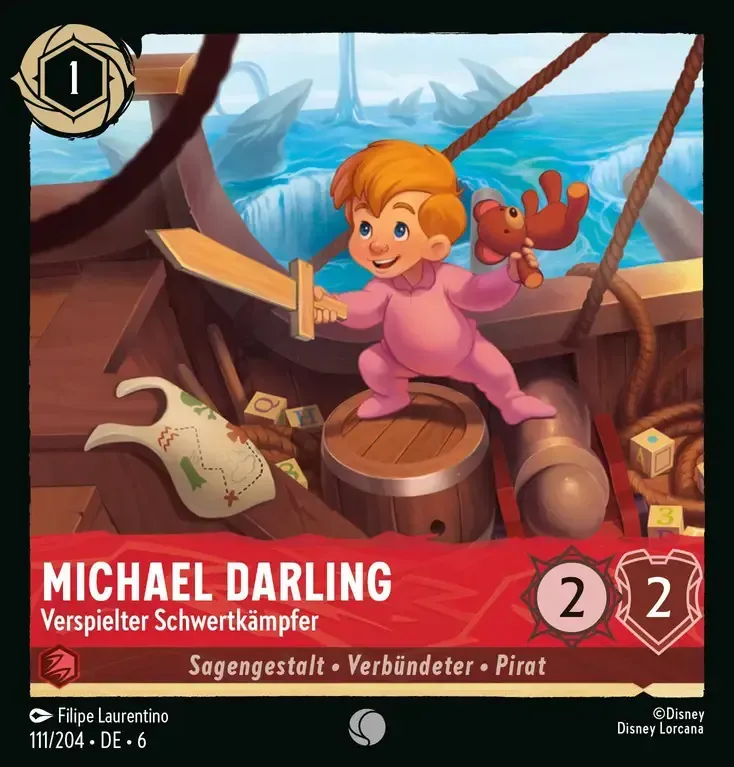 1
Q
H
A
3
MICHAEL DARLING
Verspielter Schwertkämpfer
2
2
Sagengestalt • Verbündeter • Pirat
Filipe Laurentino
©Disney
Disney Lorcana
111/204 • DE • 6